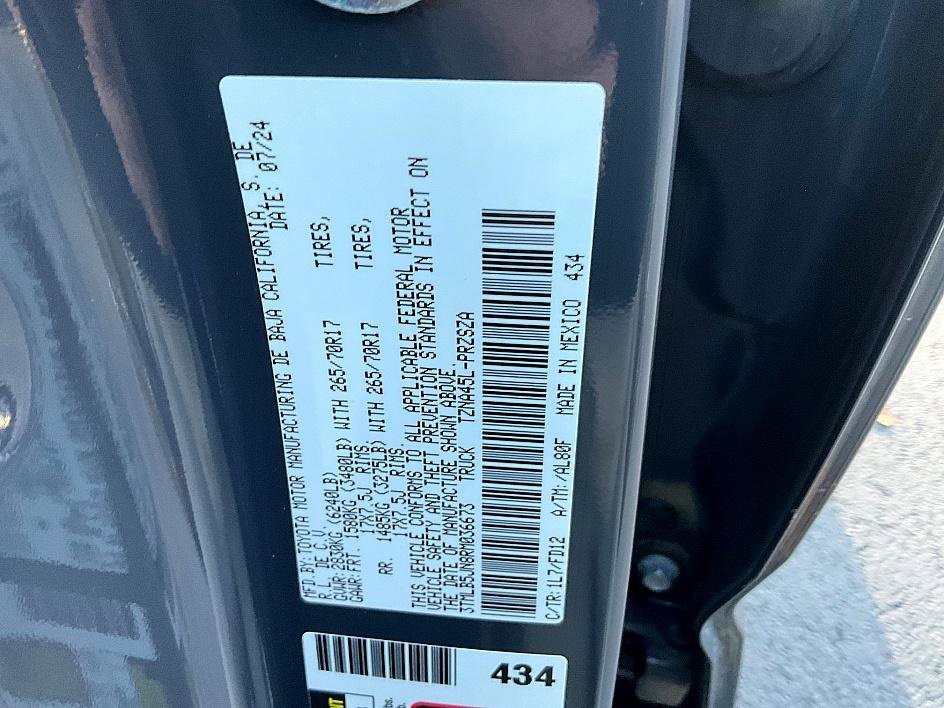 MFD.BY:TOYOTA MOTOR MANUFACTURING DE BAJA CALIFORNIA, S. DE
R. L. DE C.V. DATE: 07/24
GVWR:2830KG (6240LB)
GAWR:FRT. 1580KG (3480LB) WITH 265/70R17 TIRES,
17X7.5J RIMS
RR. 1485KG (3275LB) WITH 265/70R17 TIRES,
17X7.5J RIMS
THIS VEHICLE CONFORMS TO ALL APPLICABLE FEDERAL MOTOR
VEHICLE SAFETY AND THEFT PREVENTION STANDARDS IN EFFECT ON
THE DATE OF MANUFACTURE SHOWN ABOVE.
3TMLB5JN8RM036673 TRUCK TZNA45L-PRZSZA
C/TR:1L7/FD12 A/TM:/AL80F MADE IN MEXICO 434
434